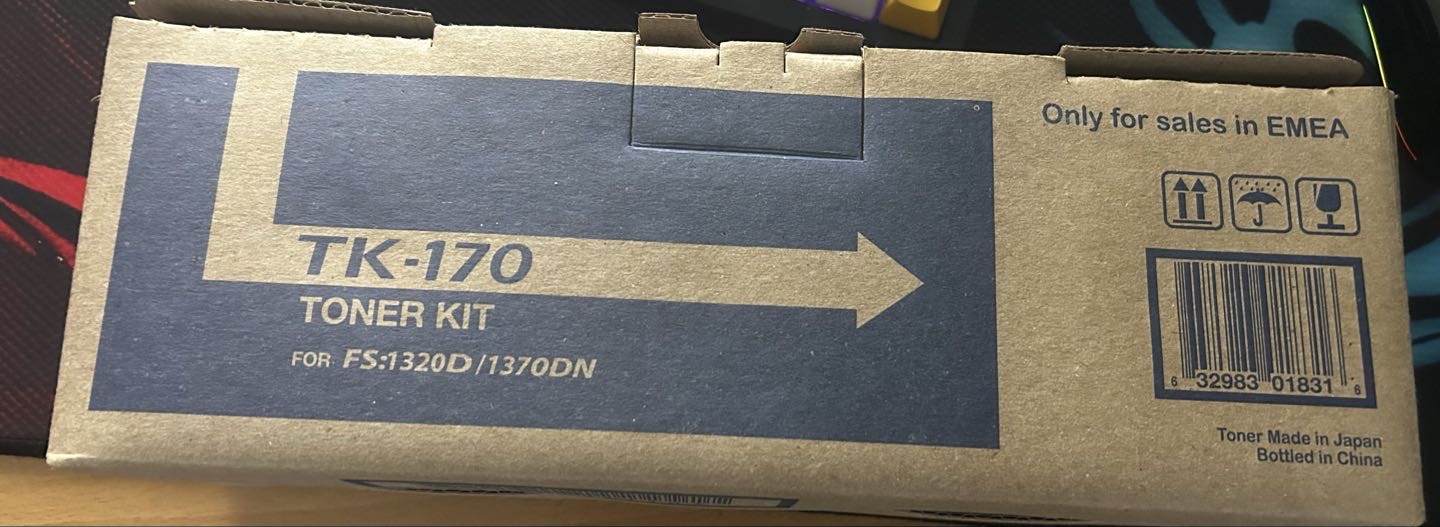 Only for sales in EMEA
TK-170
TONER KIT
FOR FS:1320D/1370DN
6 32983 01831 6
Toner Made in Japan
Bottled in China